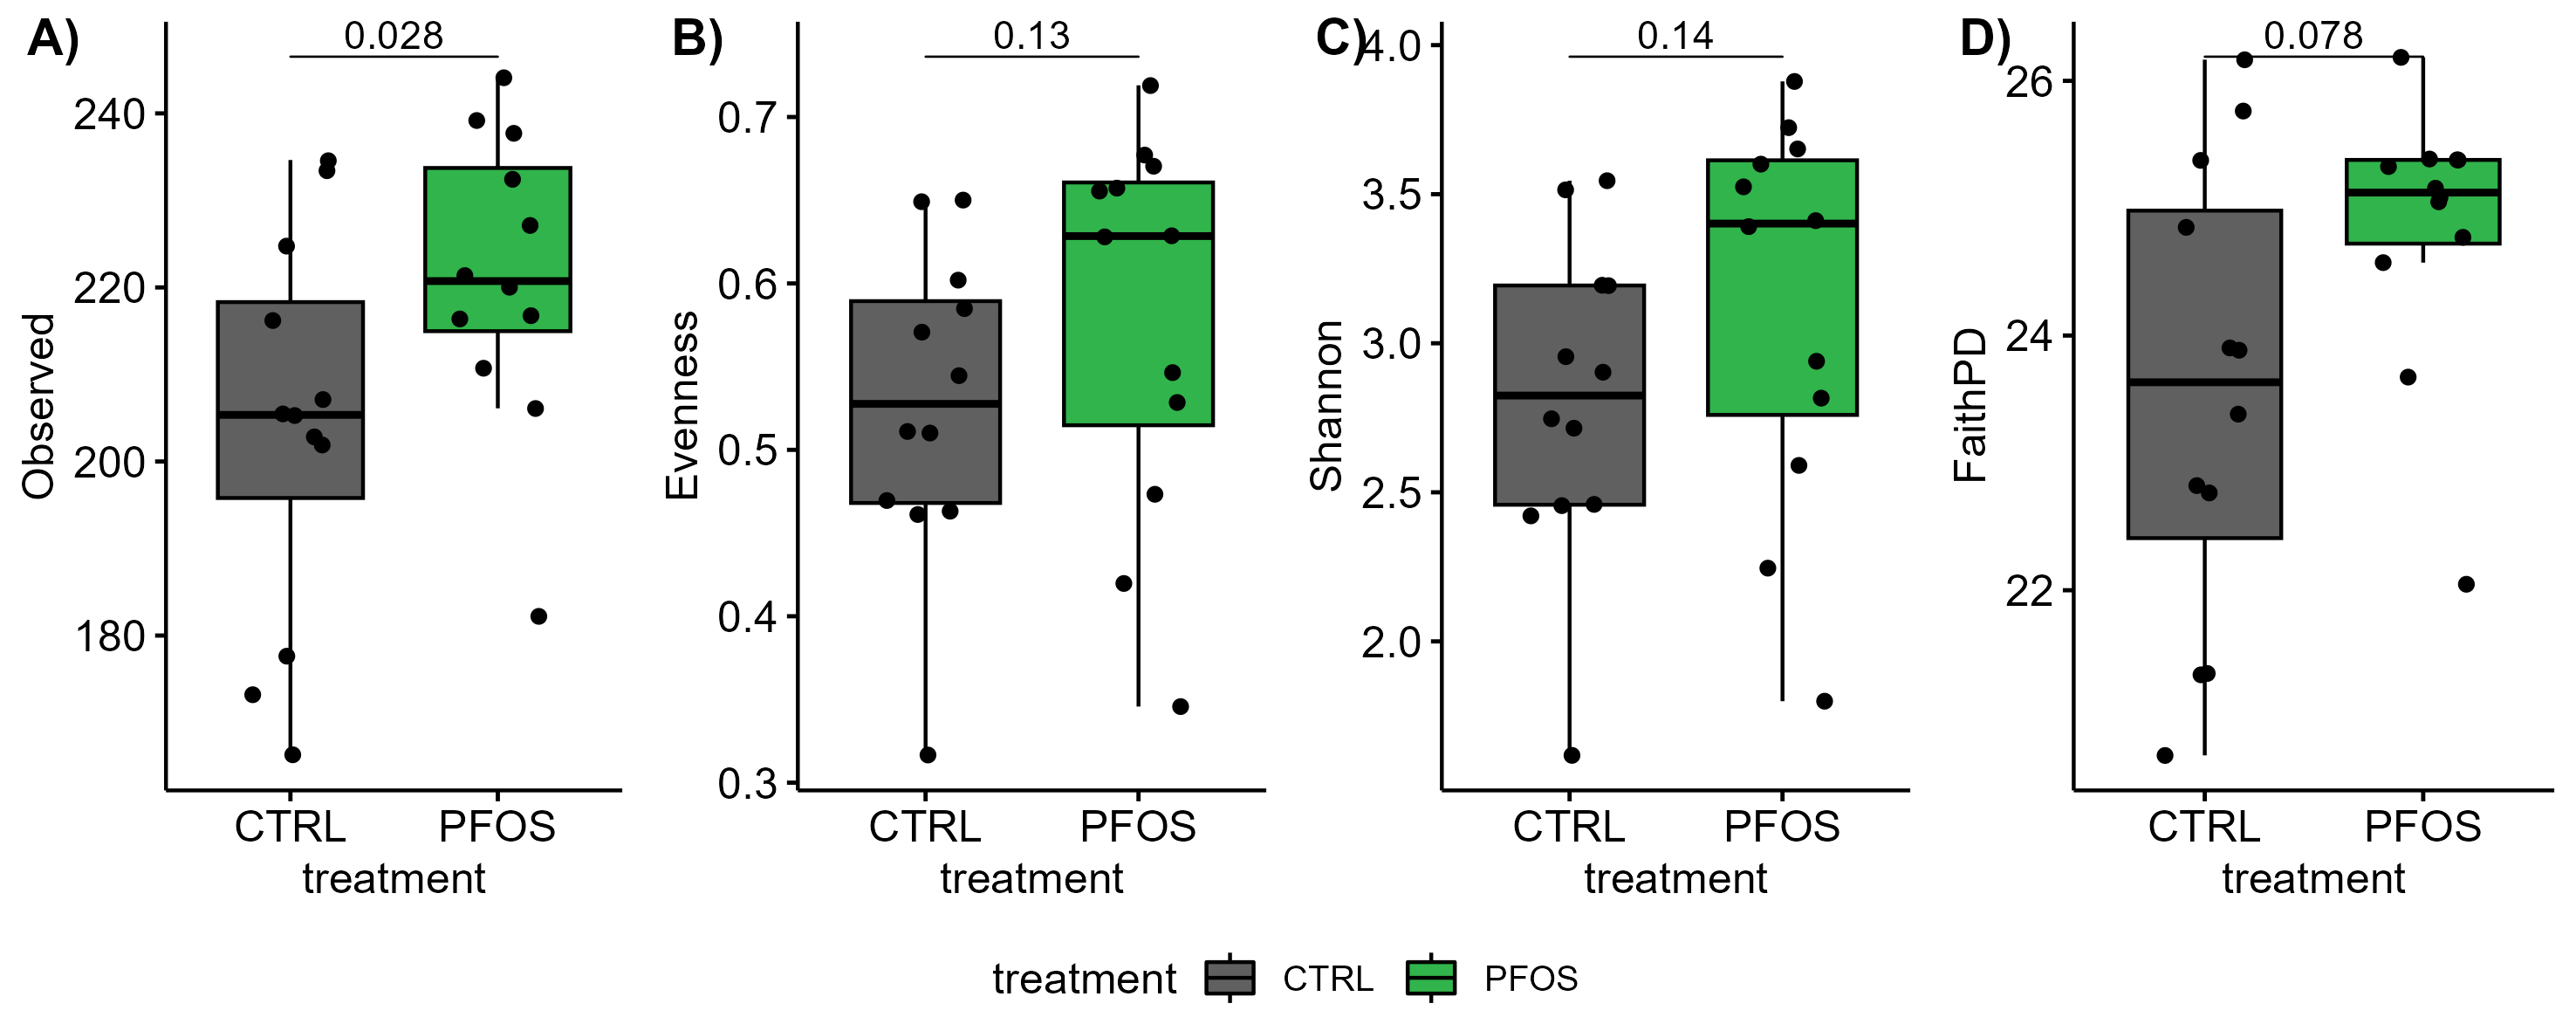 A)
0.028
Observed
240
220
200
180
CTRL PFOS
treatment
B)
0.13
Evenness
0.7
0.6
0.5
0.4
0.3
CTRL PFOS
treatment
C)
0.14
Shannon
4.0
3.5
3.0
2.5
2.0
CTRL PFOS
treatment
D)
0.078
FaithPD
26
24
22
CTRL PFOS
treatment
treatment CTRL PFOS